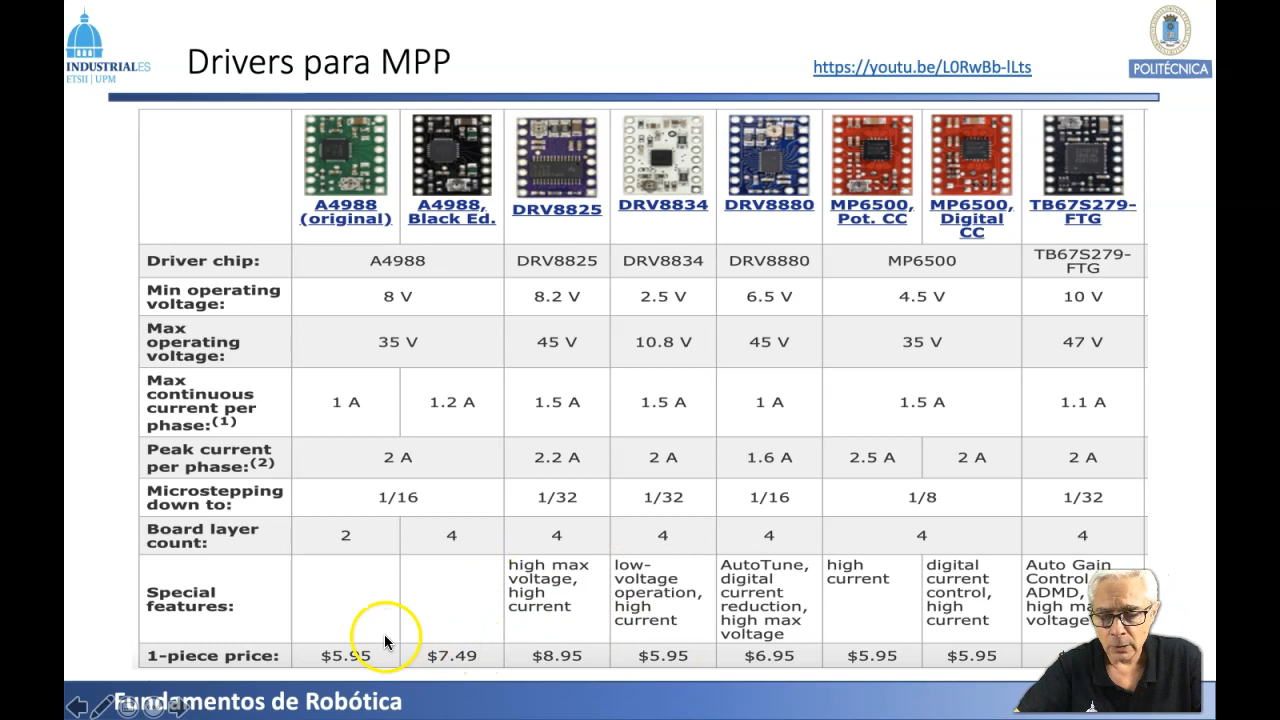 INDUSTRIALES
ETSII | UPM
Drivers para MPP
https://youtu.be/L0RwBb-lLts
POLITÉCNICA
A4988 (original)
A4988, Black Ed.
DRV8825
DRV8834
DRV8880
MP6500, Pot. CC
MP6500, Digital CC
TB67S279-FTG
Driver chip: A4988 DRV8825 DRV8834 DRV8880 MP6500 TB67S279-FTG
Min operating voltage: 8 V 8.2 V 2.5 V 6.5 V 4.5 V 10 V
Max operating voltage: 35 V 45 V 10.8 V 45 V 35 V 47 V
Max continuous current per phase:(1) 1 A 1.2 A 1.5 A 1.5 A 1 A 1.5 A 1.1 A
Peak current per phase:(2) 2 A 2.2 A 2 A 1.6 A 2.5 A 2 A 2 A
Microstepping down to: 1/16 1/32 1/32 1/16 1/8 1/32
Board layer count: 2 4 4 4 4 4 4
Special features:
high max voltage, high current
low-voltage operation, high current
AutoTune, digital current reduction, high max voltage
high current
digital current control, high current
Auto Gain Control, ADMD, high max voltage
1-piece price: $5.95 $7.49 $8.95 $5.95 $6.95 $5.95 $5.95
Fundamentos de Robótica